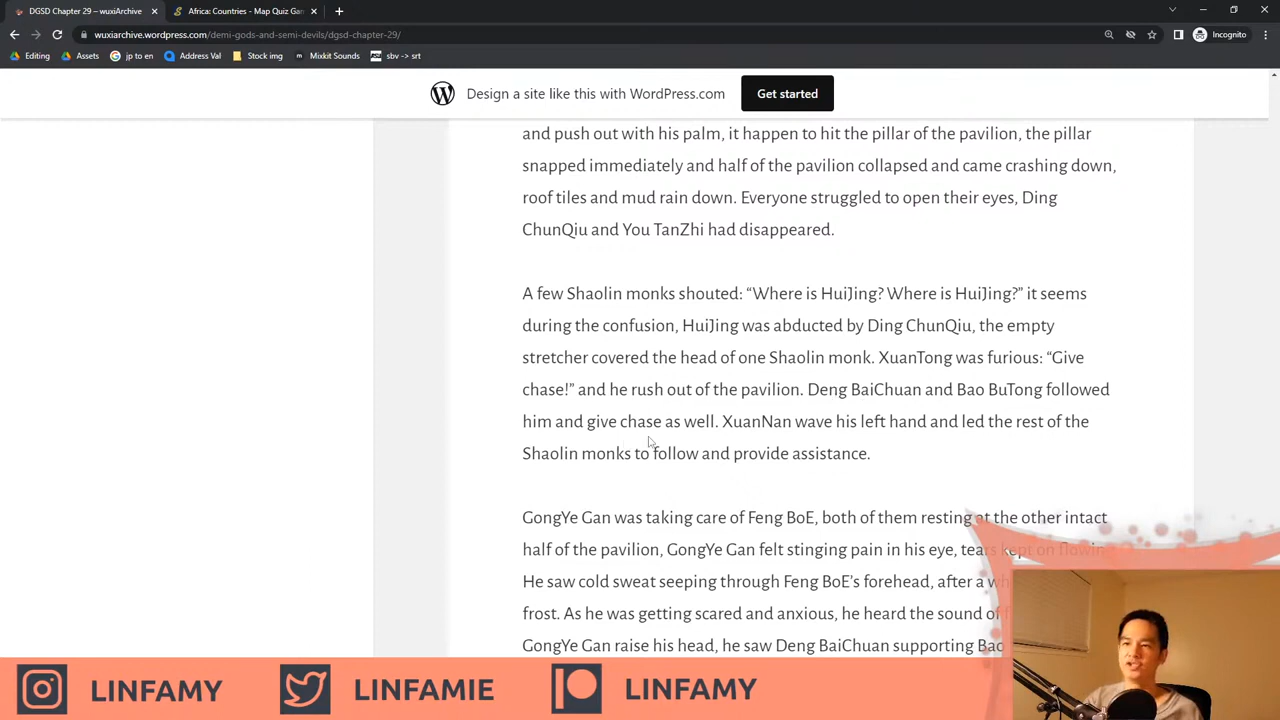 DGSD Chapter 29 – wuxiArchive
Africa: Countries - Map Quiz Gam
wuxiarchive.wordpress.com/demi-gods-and-semi-devils/dgsd-chapter-29/
Incognito
Editing
Assets
jp to en
Address Val
Stock img
Mixkit Sounds
sbv -> srt
Design a site like this with WordPress.com
Get started
and push out with his palm, it happen to hit the pillar of the pavilion, the pillar
snapped immediately and half of the pavilion collapsed and came crashing down,
roof tiles and mud rain down. Everyone struggled to open their eyes, Ding
ChunQiu and You TanZhi had disappeared.
A few Shaolin monks shouted: “Where is HuiJing? Where is HuiJing?” it seems
during the confusion, HuiJing was abducted by Ding ChunQiu, the empty
stretcher covered the head of one Shaolin monk. XuanTong was furious: “Give
chase!” and he rush out of the pavilion. Deng BaiChuan and Bao BuTong followed
him and give chase as well. XuanNan wave his left hand and led the rest of the
Shaolin monks to follow and provide assistance.
GongYe Gan was taking care of Feng BoE, both of them resting at the other intact
half of the pavilion, GongYe Gan felt stinging pain in his eye, tears kept on flowing
He saw cold sweat seeping through Feng BoE’s forehead, after a wh
frost. As he was getting scared and anxious, he heard the sound of f
GongYe Gan raise his head, he saw Deng BaiChuan supporting Bao
LINFAMY
LINFAMIE
LINFAMY